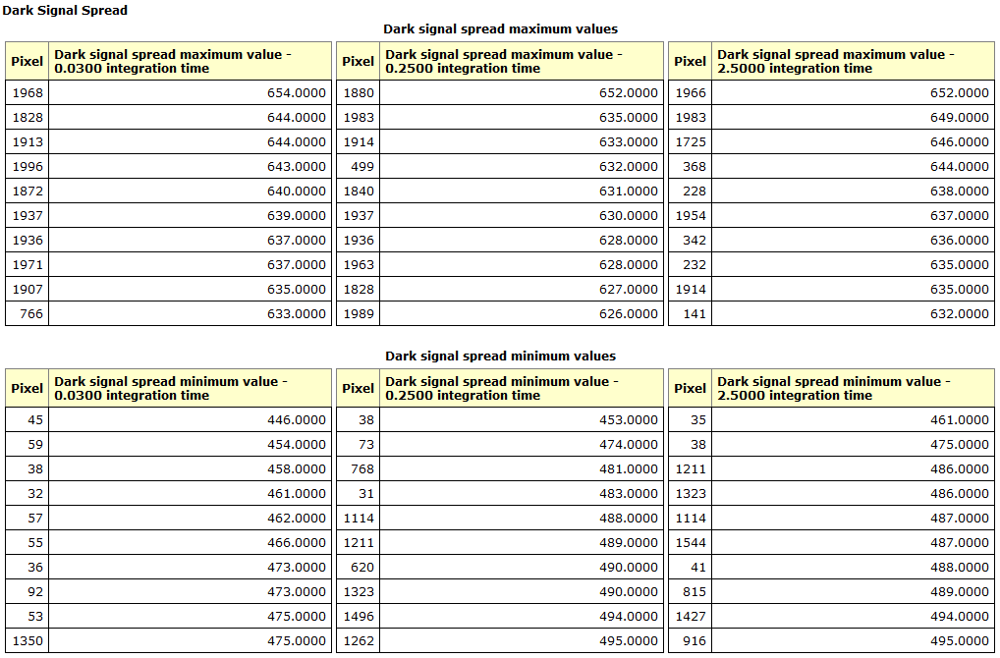 Dark Signal Spread
Dark signal spread maximum values
Pixel Dark signal spread maximum value - 0.0300 integration time Pixel Dark signal spread maximum value - 0.2500 integration time Pixel Dark signal spread maximum value - 2.5000 integration time
1968 654.0000 1880 652.0000 1966 652.0000
1828 644.0000 1983 635.0000 1983 649.0000
1913 644.0000 1914 633.0000 1725 646.0000
1996 643.0000 499 632.0000 368 644.0000
1872 640.0000 1840 631.0000 228 638.0000
1937 639.0000 1937 630.0000 1954 637.0000
1936 637.0000 1936 628.0000 342 636.0000
1971 637.0000 1963 628.0000 232 635.0000
1907 635.0000 1828 627.0000 1914 635.0000
766 633.0000 1989 626.0000 141 632.0000
Dark signal spread minimum values
Pixel Dark signal spread minimum value - 0.0300 integration time Pixel Dark signal spread minimum value - 0.2500 integration time Pixel Dark signal spread minimum value - 2.5000 integration time
45 446.0000 38 453.0000 35 461.0000
59 454.0000 73 474.0000 38 475.0000
38 458.0000 768 481.0000 1211 486.0000
32 461.0000 31 483.0000 1323 486.0000
57 462.0000 1114 488.0000 1114 487.0000
55 466.0000 1211 489.0000 1544 487.0000
36 473.0000 620 490.0000 41 488.0000
92 473.0000 1323 490.0000 815 489.0000
53 475.0000 1496 494.0000 1427 494.0000
1350 475.0000 1262 495.0000 916 495.0000